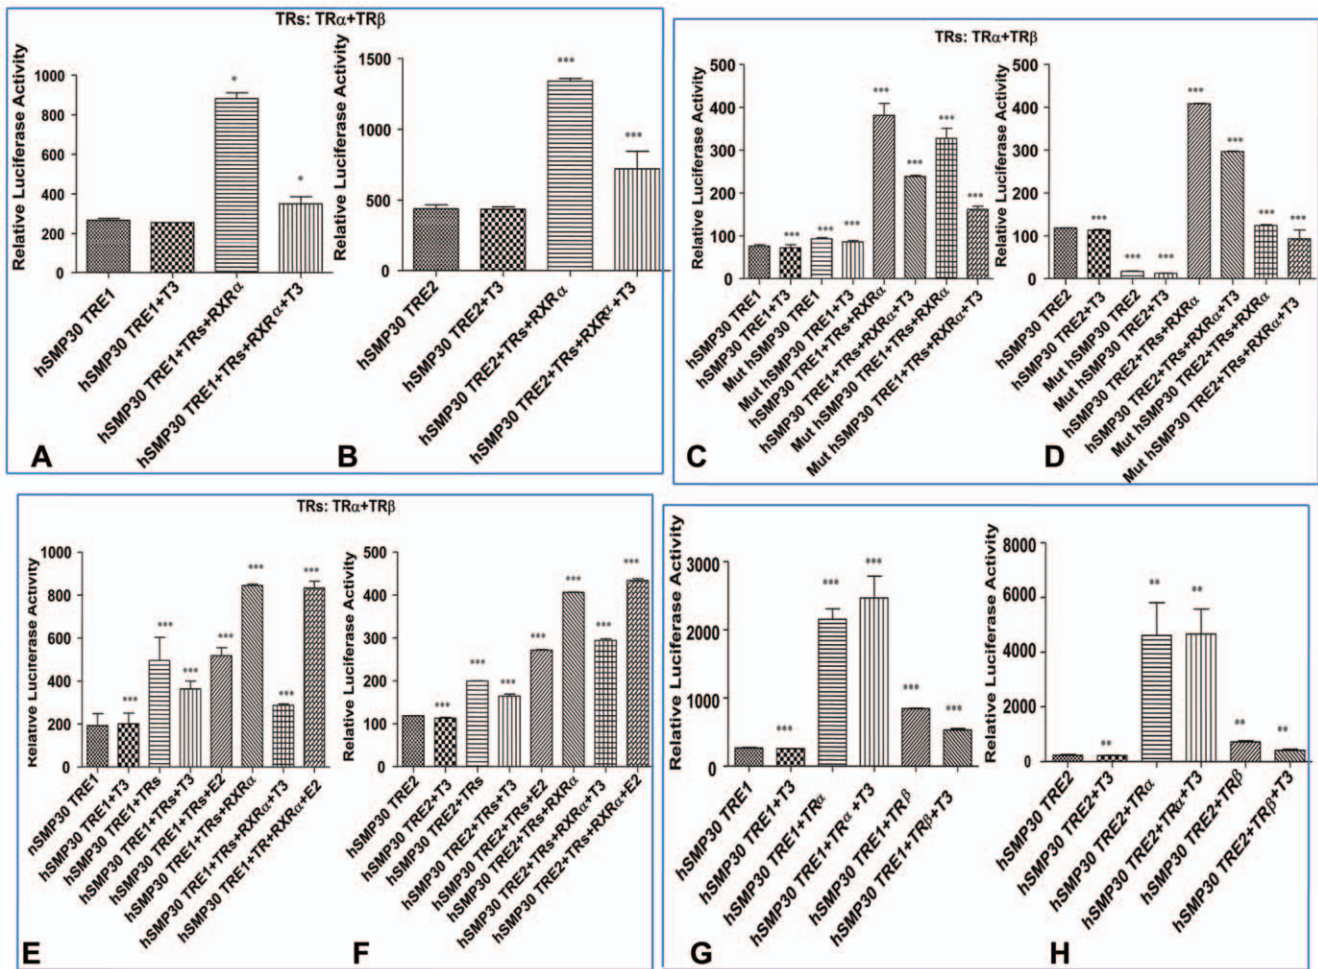 TRs: TRα+TRβ
Relative Luciferase Activity
1000
800
600
400
200
0
*
*
hSMP30 TRE1
hSMP30 TRE1+T3
hSMP30 TRE1+TRs+RXRα
hSMP30 TRE1+TRs+RXRα+T3
A
Relative Luciferase Activity
1500
1000
500
0
***
***
hSMP30 TRE2
hSMP30 TRE2+T3
hSMP30 TRE2+TRs+RXRα
hSMP30 TRE2+TRs+RXRα+T3
B
TRs: TRα+TRβ
Relative Luciferase Activity
500
400
300
200
100
0
***
***
***
***
***
***
***
hSMP30 TRE1
hSMP30 TRE1+T3
Mut hSMP30 TRE1
Mut hSMP30 TRE1+T3
hSMP30 TRE1+TRs+RXRα
hSMP30 TRE1+TRs+RXRα+T3
Mut hSMP30 TRE1+TRs+RXRα
Mut hSMP30 TRE1+TRs+RXRα+T3
C
Relative Luciferase Activity
500
400
300
200
100
0
***
***
***
***
***
***
***
hSMP30 TRE2
hSMP30 TRE2+T3
Mut hSMP30 TRE2
Mut hSMP30 TRE2+T3
hSMP30 TRE2+TRs+RXRα
hSMP30 TRE2+TRs+RXRα+T3
Mut hSMP30 TRE2+TRs+RXRα
Mut hSMP30 TRE2+TRs+RXRα+T3
D
TRs: TRα+TRβ
Relative Luciferase Activity
1000
800
600
400
200
0
***
***
***
***
***
***
***
nSMP30 TRE1
hSMP30 TRE1+T3
hSMP30 TRE1+TRs
hSMP30 TRE1+TRs+T3
hSMP30 TRE1+TRs+E2
hSMP30 TRE1+TRs+RXRα
hSMP30 TRE1+TRs+RXRα+T3
hSMP30 TRE1+TR+RXRα+E2
E
Relative Luciferase Activity
500
400
300
200
100
0
***
***
***
***
***
***
***
hSMP30 TRE2
hSMP30 TRE2+T3
hSMP30 TRE2+TRs
hSMP30 TRE2+TRs+T3
hSMP30 TRE2+TRs+E2
hSMP30 TRE2+TRs+RXRα
hSMP30 TRE2+TRs+RXRα+T3
hSMP30 TRE2+TRs+RXRα+E2
F
Relative Luciferase Activity
3000
2000
1000
0
***
***
***
***
***
hSMP30 TRE1
hSMP30 TRE1+T3
hSMP30 TRE1+TRα
hSMP30 TRE1+TRα+T3
hSMP30 TRE1+TRβ
hSMP30 TRE1+TRβ+T3
G
Relative Luciferase Activity
8000
6000
4000
2000
0
**
**
**
**
**
hSMP30 TRE2
hSMP30 TRE2+T3
hSMP30 TRE2+TRα
hSMP30 TRE2+TRα+T3
hSMP30 TRE2+TRβ
hSMP30 TRE2+TRβ+T3
H